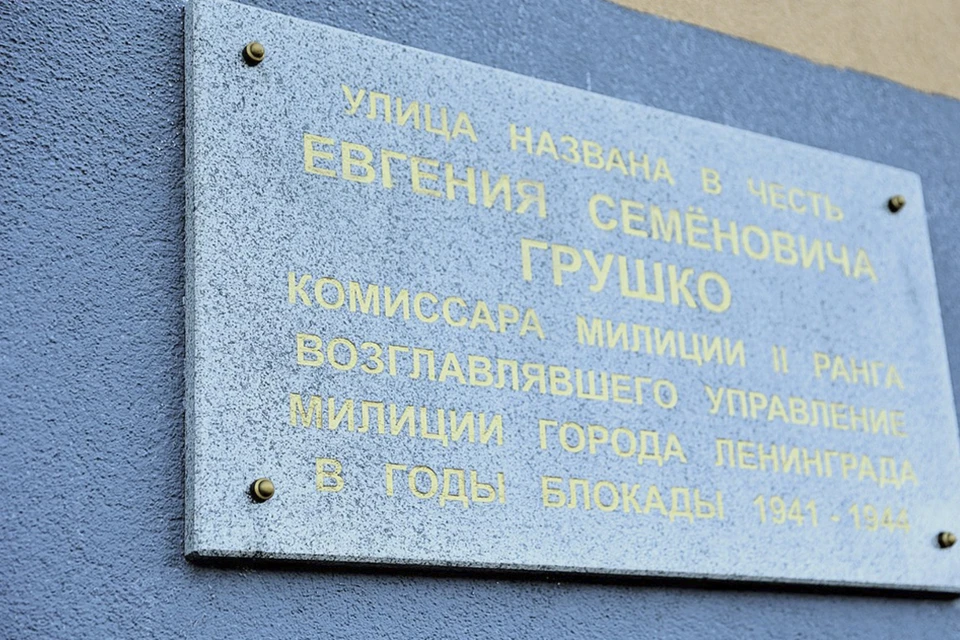 УЛИЦА НАЗВАНА В ЧЕСТЬ
ЕВГЕНИЯ СЕМЁНОВИЧА
ГРУШКО
КОМИССАРА МИЛИЦИИ II РАНГА
ВОЗГЛАВЛЯВШЕГО УПРАВЛЕНИЕ
МИЛИЦИИ ГОРОДА ЛЕНИНГРАДА
В ГОДЫ БЛОКАДЫ 1941 - 1944